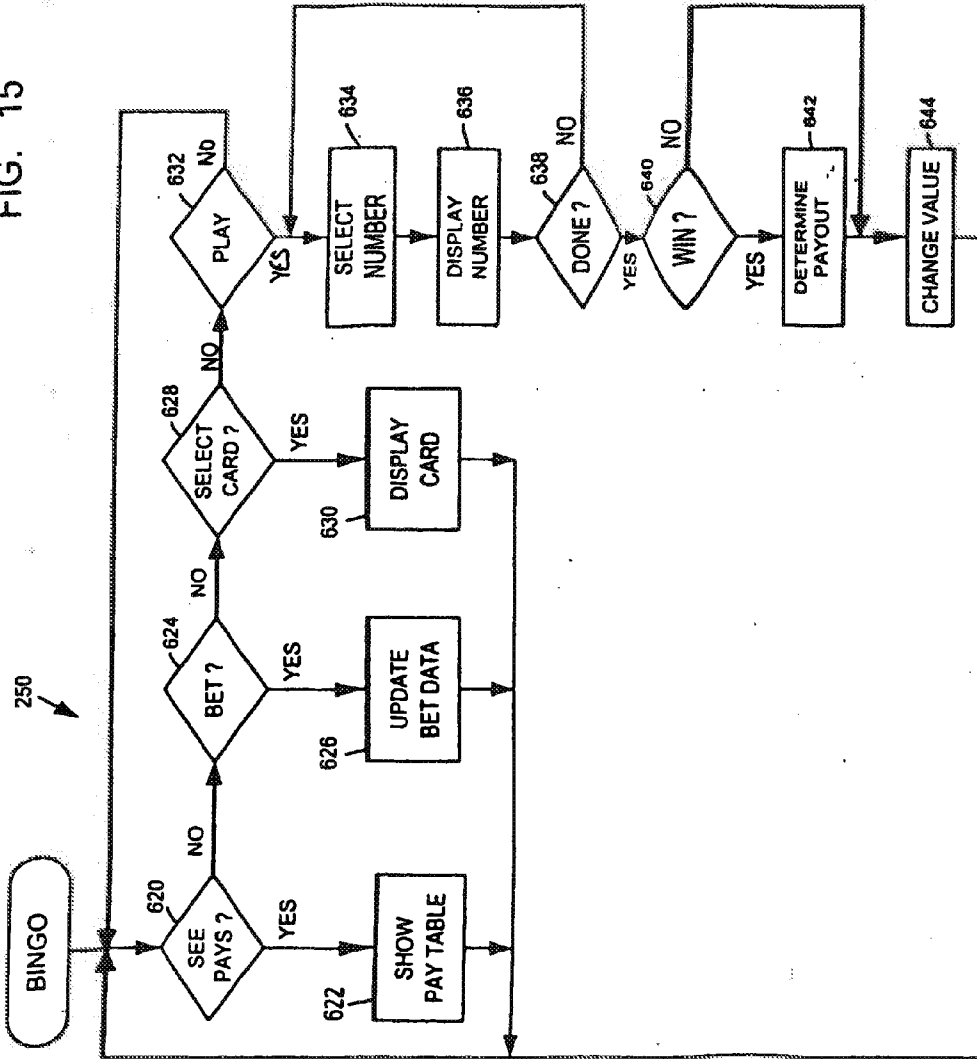 FIG. 15
250
BINGO
620
SEE
PAYS ?
NO
YES
622
SHOW
PAY TABLE
624
BET ?
NO
YES
626
UPDATE
BET DATA
628
SELECT
CARD ?
NO
YES
630
DISPLAY
CARD
632
PLAY
NO
YES
634
SELECT
NUMBER
636
DISPLAY
NUMBER
638
DONE ?
NO
YES
640
WIN ?
NO
YES
642
DETERMINE
PAYOUT
644
CHANGE VALUE